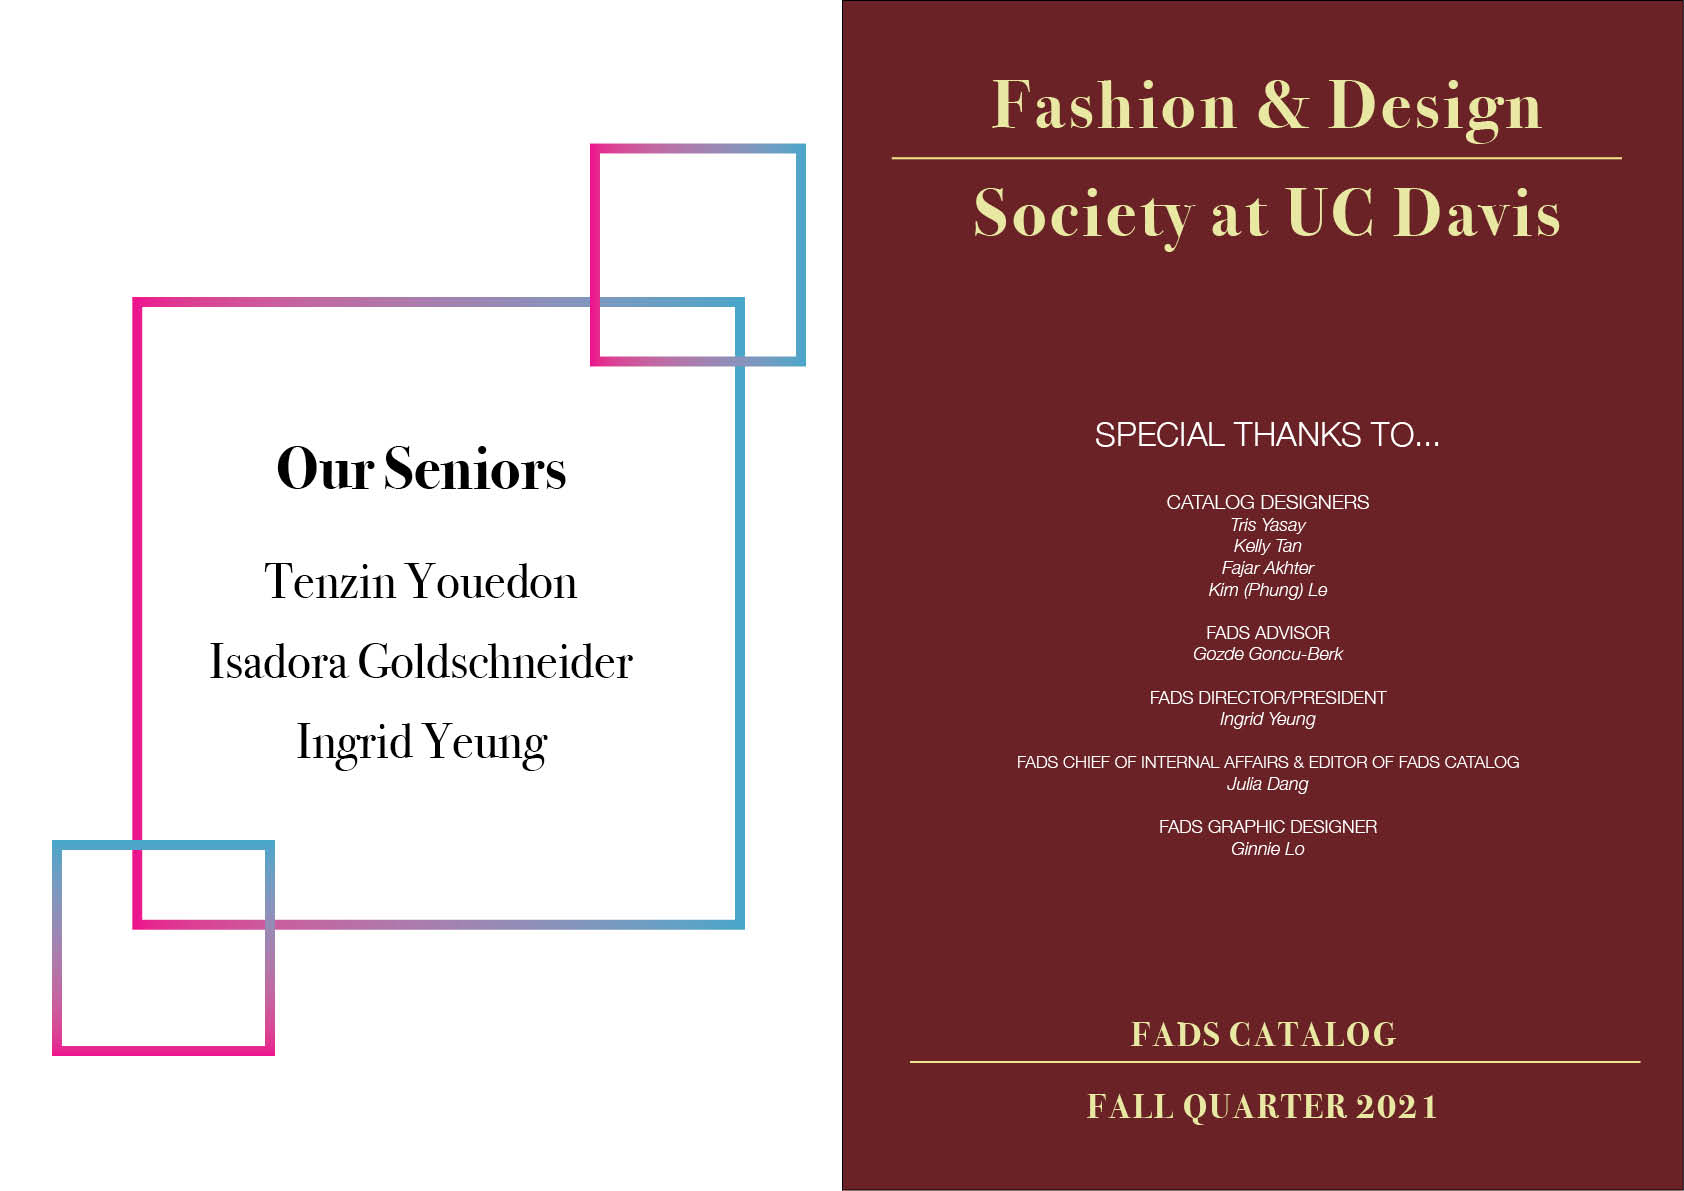 Our Seniors
Tenzin Youedon
Isadora Goldschneider
Ingrid Yeung
Fashion & Design
Society at UC Davis
SPECIAL THANKS TO...
CATALOG DESIGNERS
Tris Yasay
Kelly Tan
Fajar Akhter
Kim (Phung) Le
FADS ADVISOR
Gozde Goncu-Berk
FADS DIRECTOR/PRESIDENT
Ingrid Yeung
FADS CHIEF OF INTERNAL AFFAIRS & EDITOR OF FADS CATALOG
Julia Dang
FADS GRAPHIC DESIGNER
Ginnie Lo
FADS CATALOG
FALL QUARTER 2021